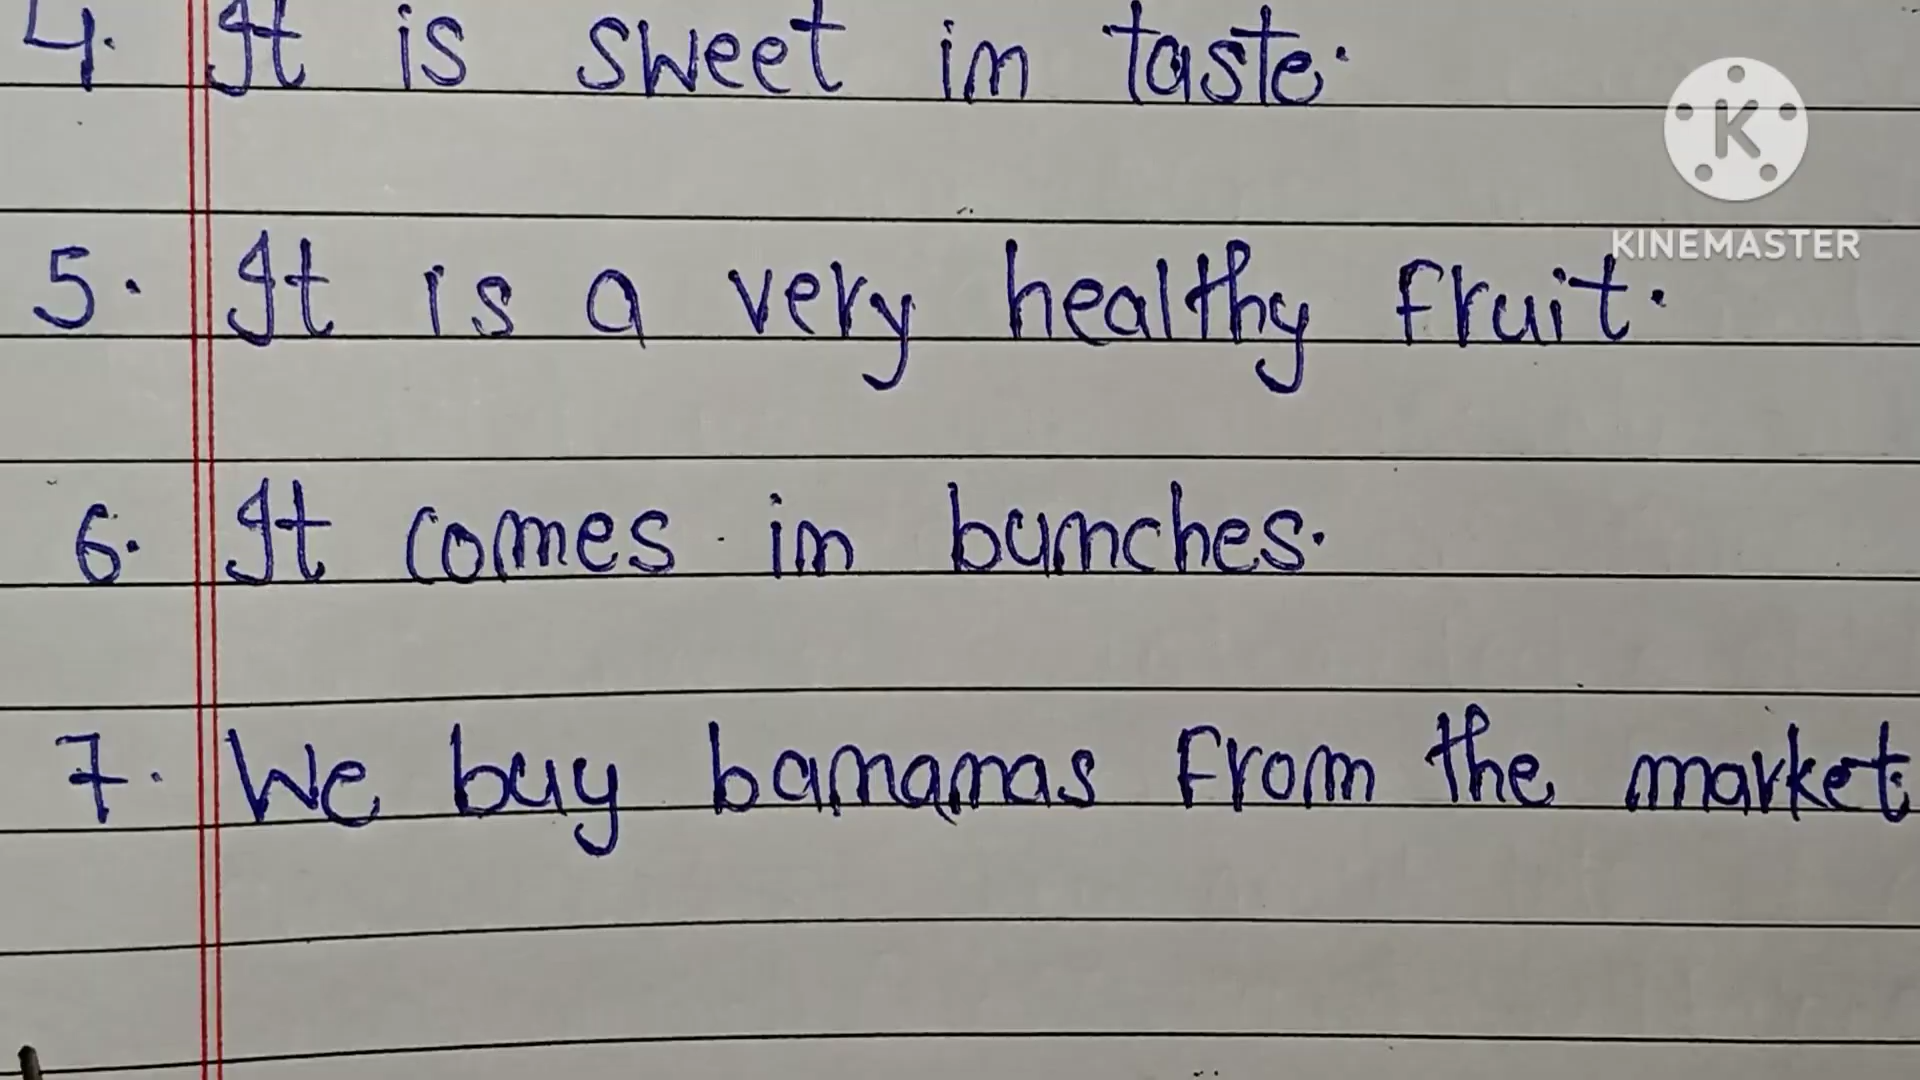 4. It is sweet in taste.
KINEMASTER
5. It is a very healthy fruit.
6. It comes in bunches.
7. We buy bananas from the market.